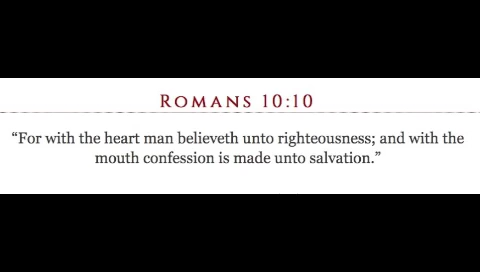 Romans 10:10
“For with the heart man believeth unto righteousness; and with the
mouth confession is made unto salvation.”